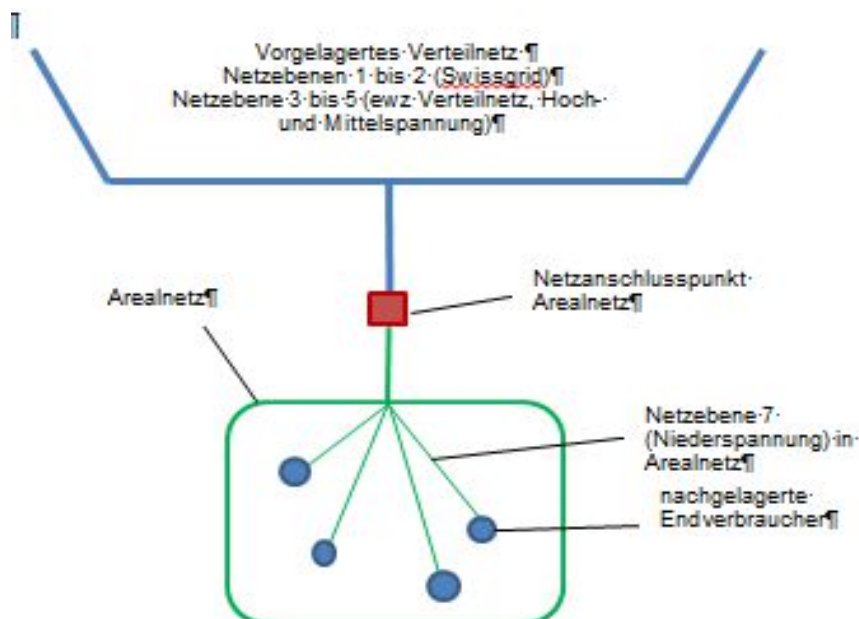 ¶
Vorgelagertes·Verteilnetz·¶
Netzebenen·1·bis·2·(Swissgrid)¶
Netzebene·3·bis·5·(ewz·Verteilnetz,·Hoch-·
und·Mittelspannung)¶
Arealnetz¶
Netzanschlusspunkt·
Arealnetz¶
Netzebene·7·
(Niederspannung)·in·
Arealnetz¶
nachgelagerte·
Endverbraucher¶